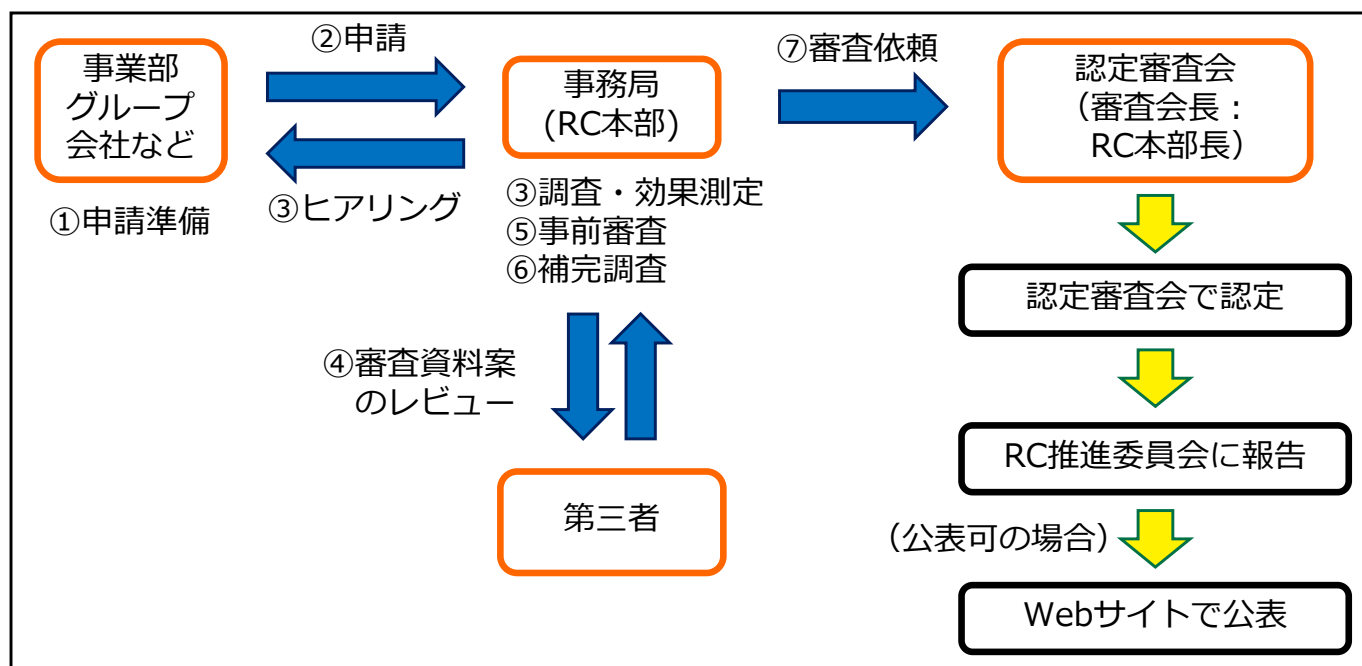 ②申請
⑦審査依頼
事業部
グループ
会社など
事務局
(RC本部)
認定審査会
（審査会長：
RC本部長）
①申請準備
③ヒアリング
③調査・効果測定
⑤事前審査
⑥補完調査
認定審査会で認定
④審査資料案
のレビュー
RC推進委員会に報告
第三者
（公表可の場合）
Webサイトで公表